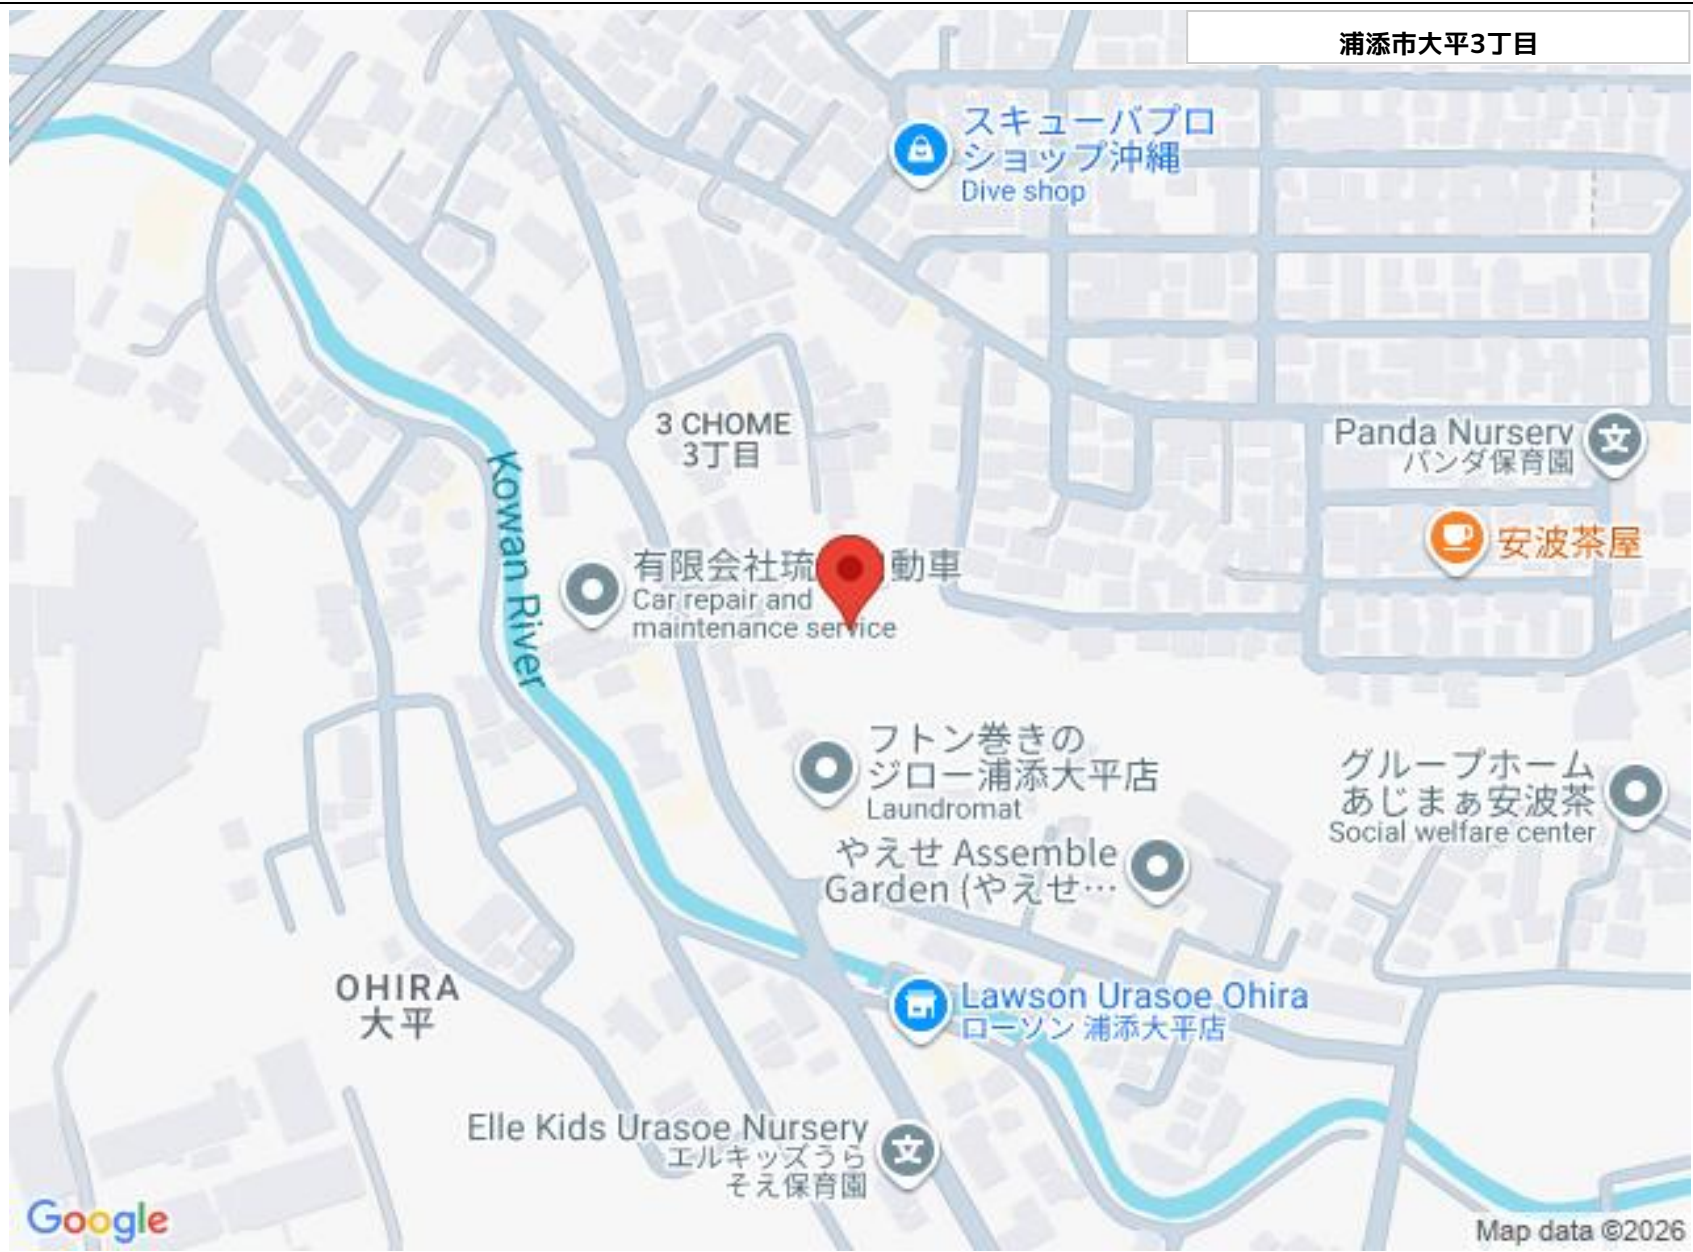 浦添市大平3丁目
スキューバプロ
ショップ沖縄
Dive shop
3 CHOME
3丁目
Panda Nursery
パンダ保育園
安波茶屋
有限会社琉 動車
Car repair and
maintenance service
Kowan River
フトン巻きの
ジロー浦添大平店
Laundromat
グループホーム
あじまぁ安波茶
Social welfare center
やえせ Assemble
Garden (やえせ…
OHIRA
大平
Lawson Urasoe Ohira
ローソン 浦添大平店
Elle Kids Urasoe Nursery
エルキッズうら
そえ保育園
Google
Map data ©2026